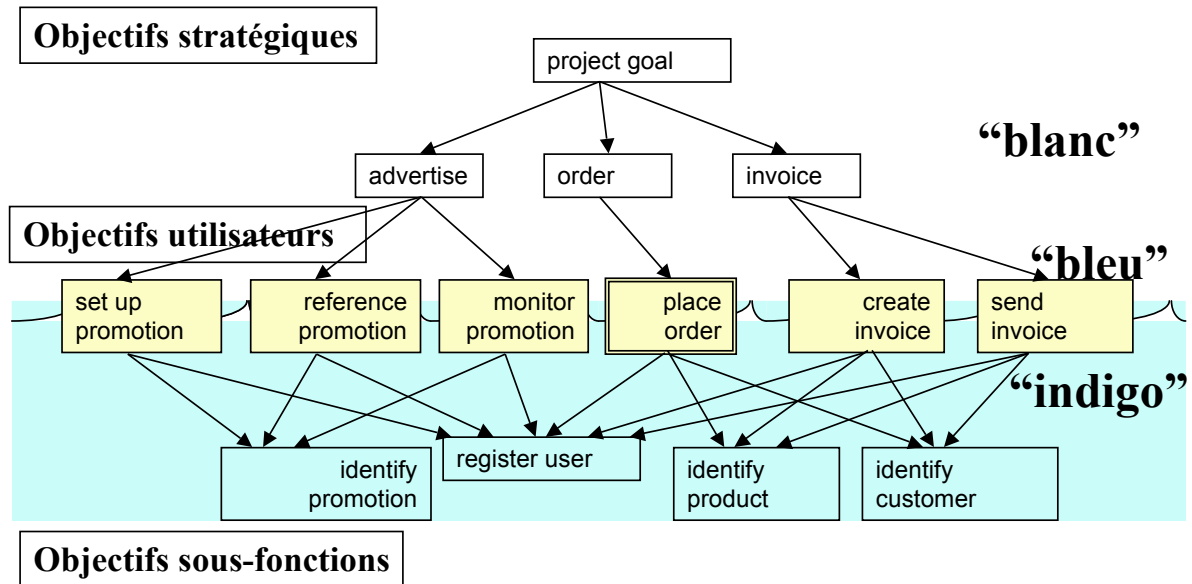 Objectifs stratégiques
project goal
“blanc”
advertise
order
invoice
Objectifs utilisateurs
“bleu”
set up
promotion
reference
promotion
monitor
promotion
place
order
create
invoice
send
invoice
“indigo”
identify
promotion
register user
identify
product
identify
customer
Objectifs sous-fonctions